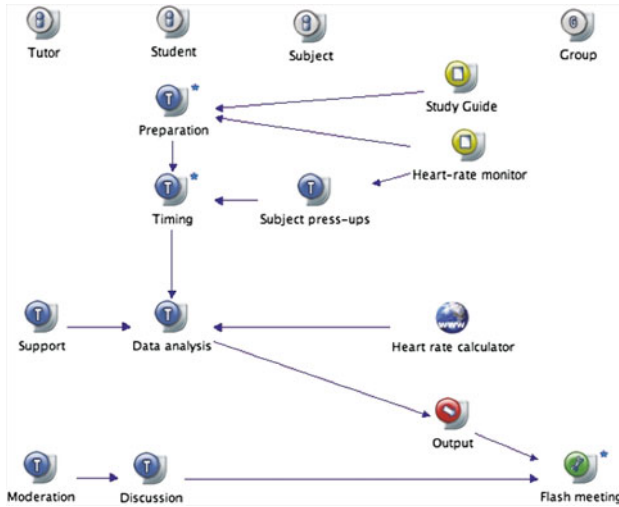 Tutor
Student
Subject
Group
Study Guide
Preparation
Heart-rate monitor
Timing
Subject press-ups
Support
Data analysis
www
Heart rate calculator
Output
Moderation
Discussion
Flash meeting